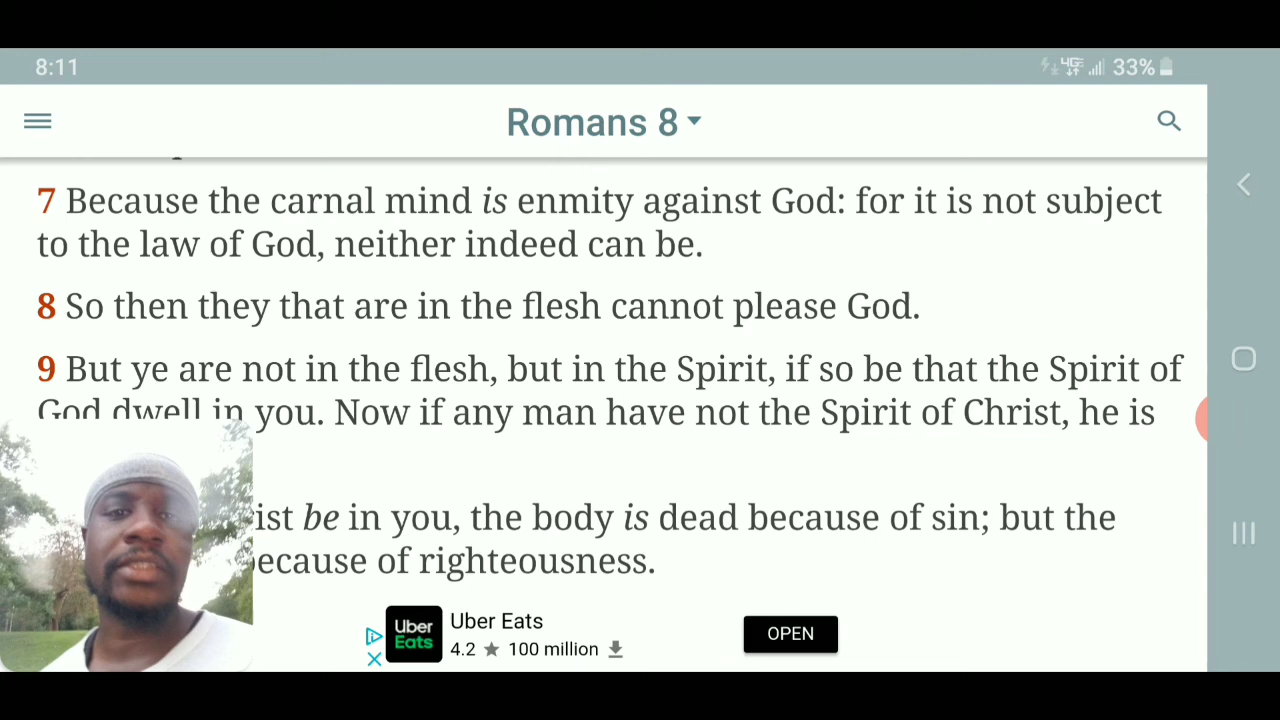 8:11
4G 33%
Romans 8
7 Because the carnal mind is enmity against God: for it is not subject
to the law of God, neither indeed can be.
8 So then they that are in the flesh cannot please God.
9 But ye are not in the flesh, but in the Spirit, if so be that the Spirit of
God dwell in you. Now if any man have not the Spirit of Christ, he is
ist be in you, the body is dead because of sin; but the
ecause of righteousness.
Uber Eats
Uber Eats
4.2 ★ 100 million
OPEN